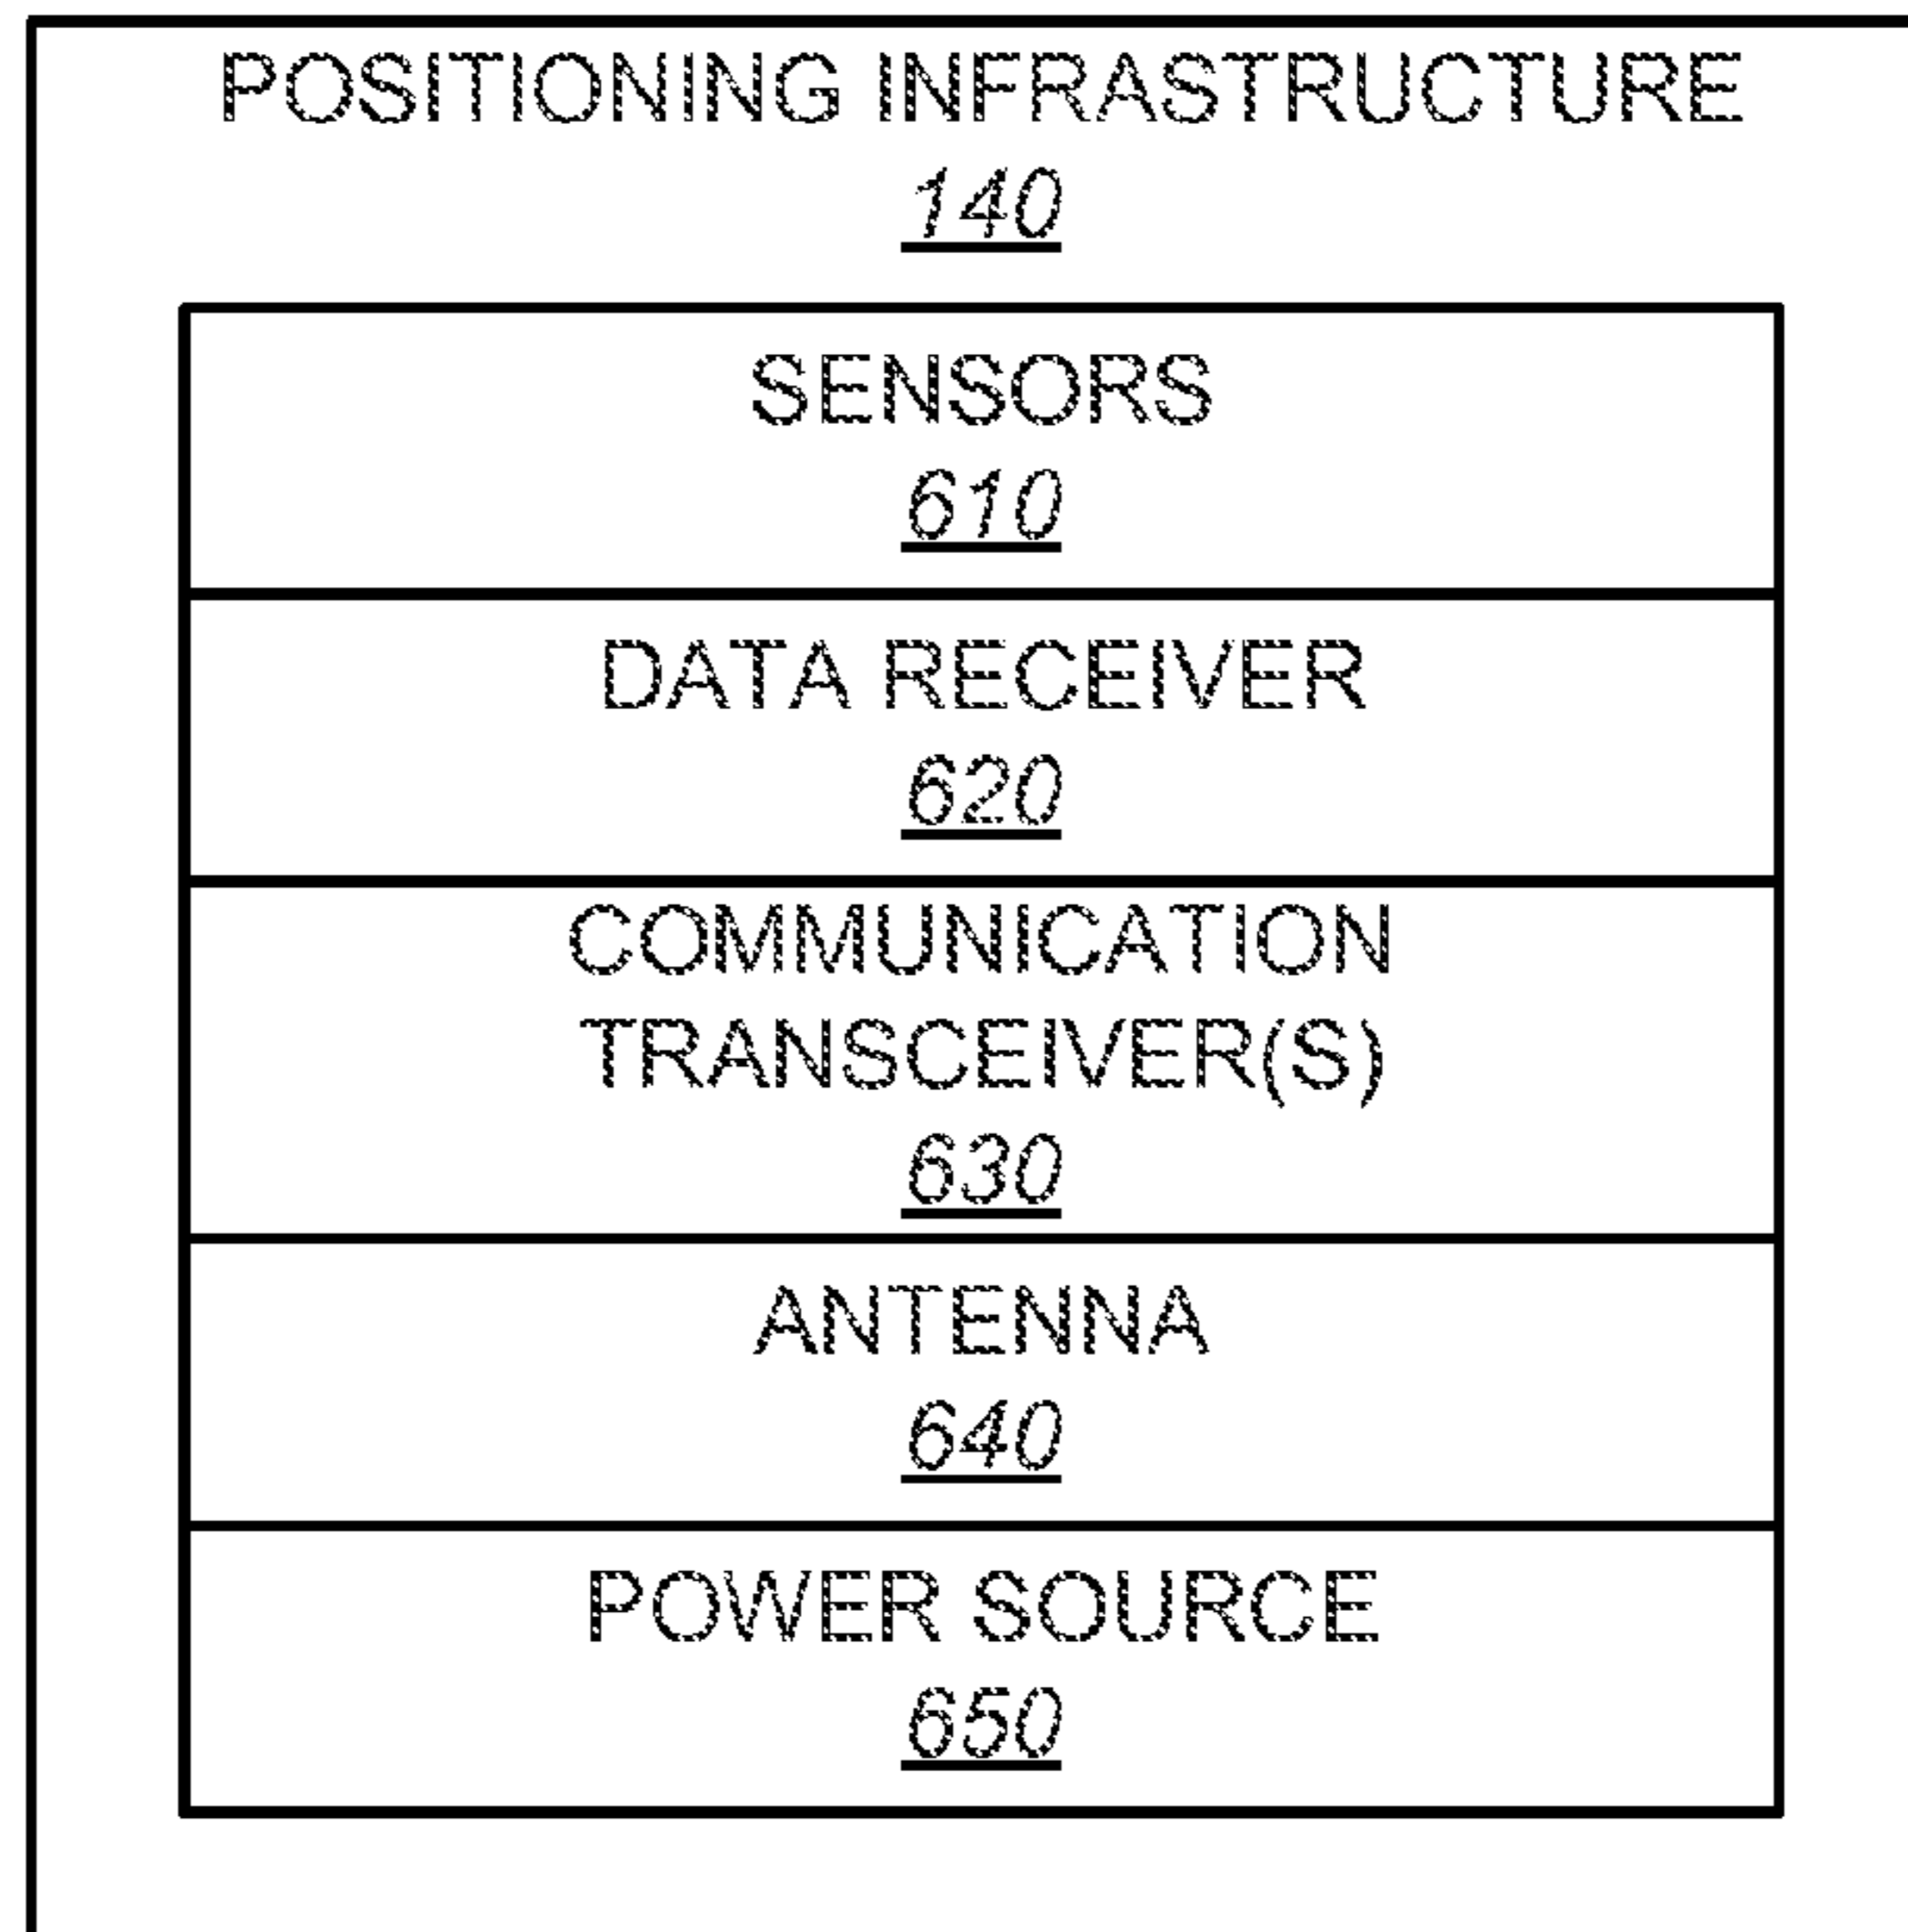 POSITIONING INFRASTRUCTURE
140
SENSORS
610
DATA RECEIVER
620
COMMUNICATION
TRANSCEIVER(S)
630
ANTENNA
640
POWER SOURCE
650